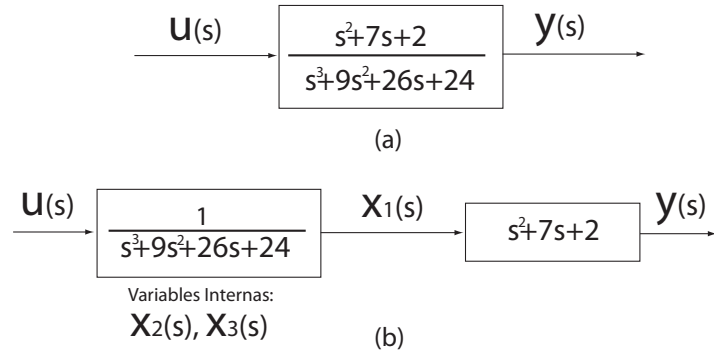 u(s)
s²+7s+2
s³+9s²+26s+24
y(s)
(a)
u(s)
1
s³+9s²+26s+24
Variables Internas:
x2(s), x3(s)
x1(s)
s²+7s+2
y(s)
(b)